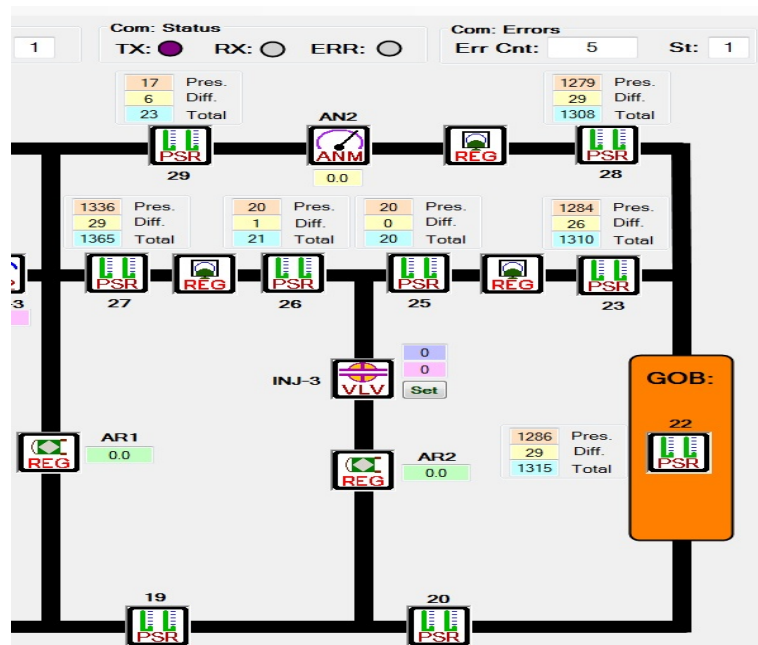 Com: Status
Com: Errors
1
TX:
RX:
ERR:
Err Cnt:
5
St:
1
17 Pres.
6 Diff.
23 Total
1279 Pres.
29 Diff.
1308 Total
AN2
PSR
ANM
REG
PSR
29
0.0
28
1336 Pres.
29 Diff.
1365 Total
20 Pres.
1 Diff.
21 Total
20 Pres.
0 Diff.
20 Total
1284 Pres.
26 Diff.
1310 Total
PSR
REG
PSR
PSR
REG
PSR
-3
27
26
25
23
INJ-3
VLV
0
0
Set
GOB:
22
PSR
AR1
0.0
REG
AR2
0.0
REG
1286 Pres.
29 Diff.
1315 Total
19
PSR
20
PSR